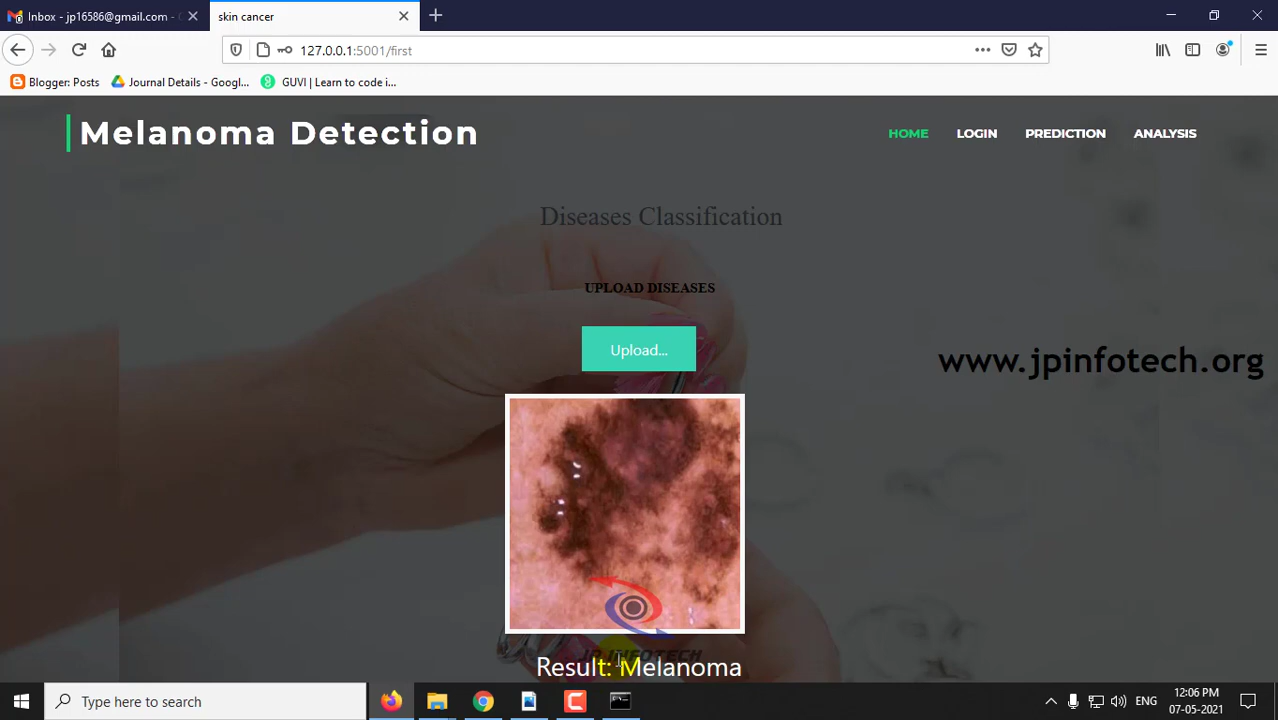 Inbox - jp16586@gmail.com -
skin cancer
127.0.0.1:5001/first
Blogger: Posts
Journal Details - Googl...
GUVI | Learn to code i...
Melanoma Detection
HOME
LOGIN
PREDICTION
ANALYSIS
Diseases Classification
UPLOAD DISEASES
Upload...
www.jpinfotech.org
JP INFOTECH
Result: Melanoma
Type here to search
ENG
12:06 PM
07-05-2021